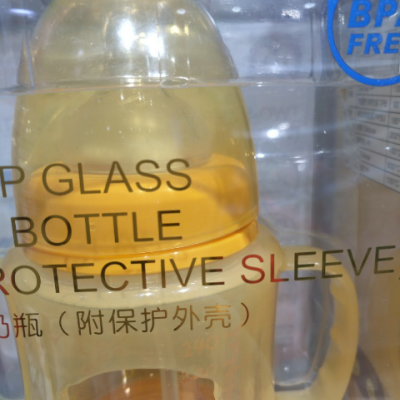 BPA
FREE
P GLASS
BOTTLE
ROTECTIVE SLEEVE
奶瓶（附保护外壳）